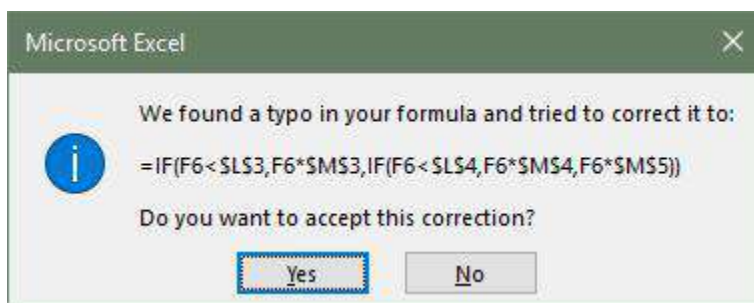 Microsoft Excel
We found a typo in your formula and tried to correct it to:
=IF(F6<$L$3,F6*$M$3,IF(F6<$L$4,F6*$M$4,F6*$M$5))
Do you want to accept this correction?
Yes No